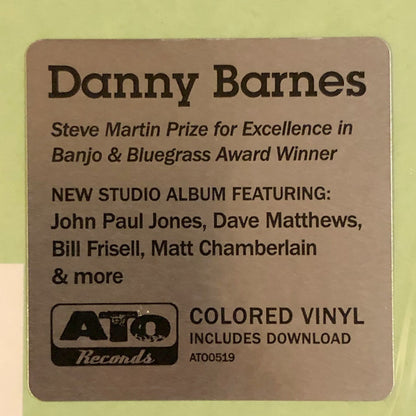 Danny Barnes
Steve Martin Prize for Excellence in
Banjo & Bluegrass Award Winner
NEW STUDIO ALBUM FEATURING:
John Paul Jones, Dave Matthews,
Bill Frisell, Matt Chamberlain
& more
ATO
Records
COLORED VINYL
INCLUDES DOWNLOAD
ATO0519